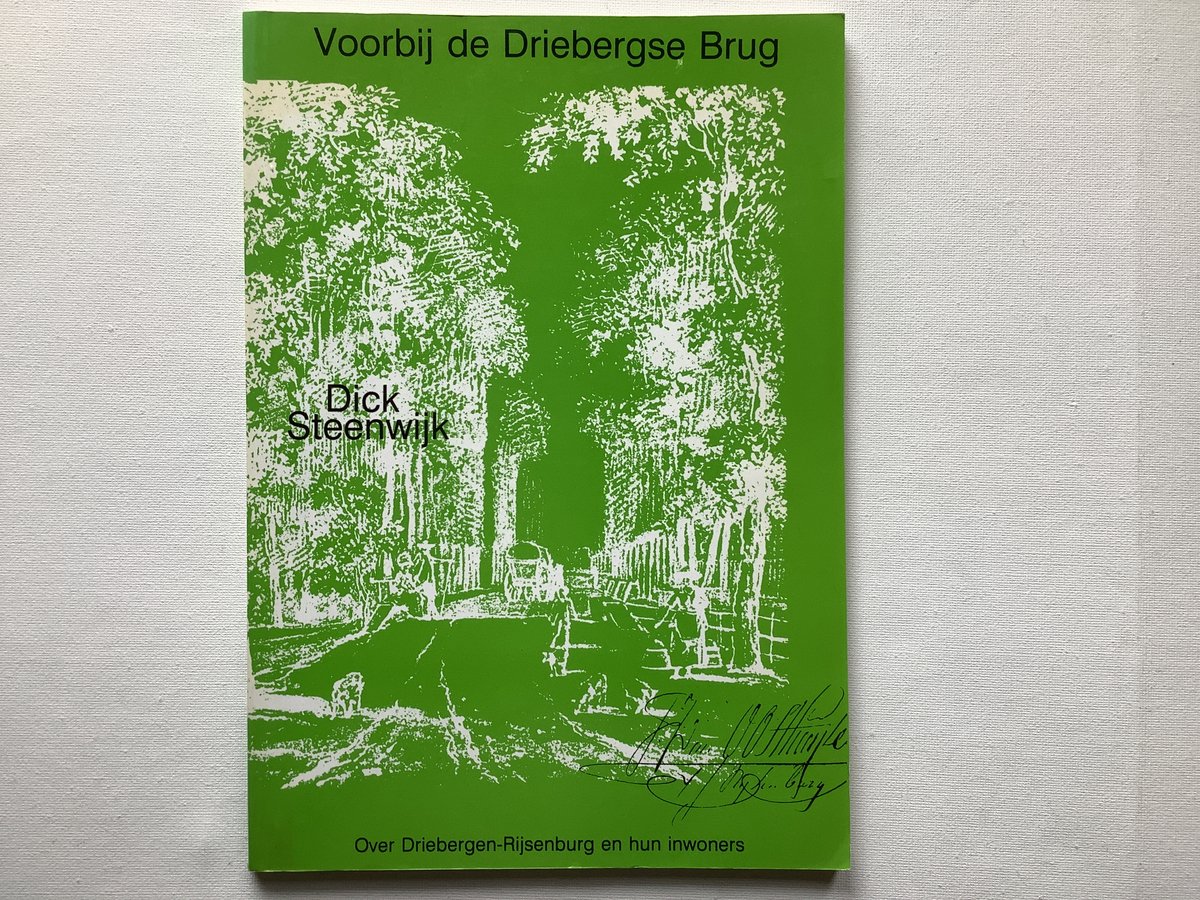 Voorbij de Driebergse Brug
Dick
Steenwijk
Over Driebergen-Rijsenburg en hun inwoners